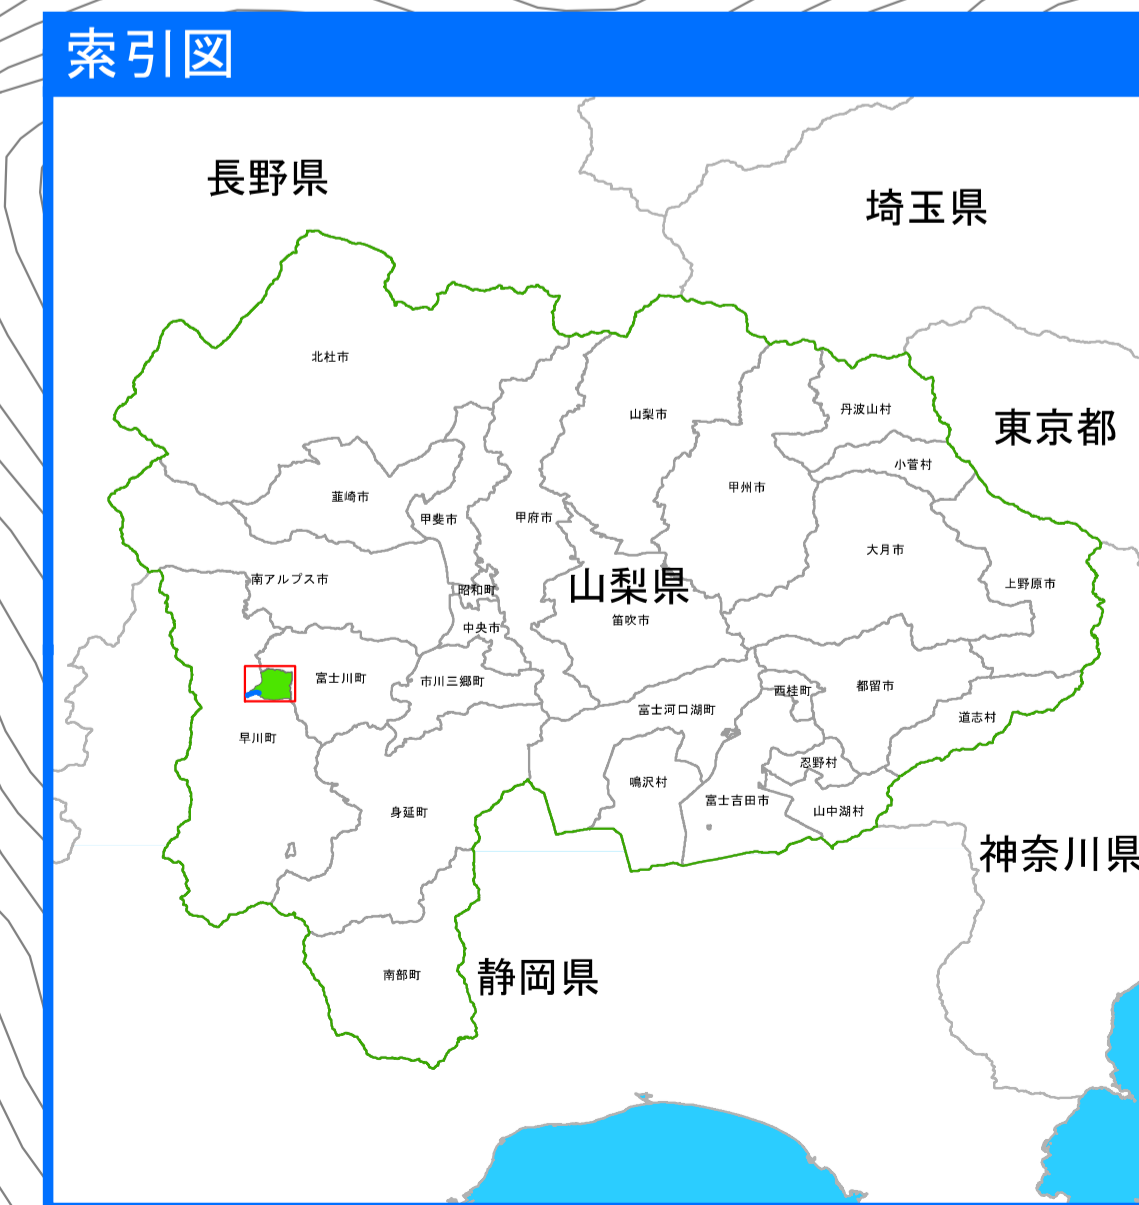 索引図
長野県
埼玉県
北杜市
山梨市
丹波山村
東京都
小菅村
韮崎市
甲州市
甲斐市
甲府市
大月市
南アルプス市
昭和町
山梨県
上野原市
笛吹市
中央市
富士川町
市川三郷町
西桂町
都留市
富士河口湖町
道志村
早川町
忍野村
鳴沢村
富士吉田市
身延町
山中湖村
神奈川県
南部町
静岡県